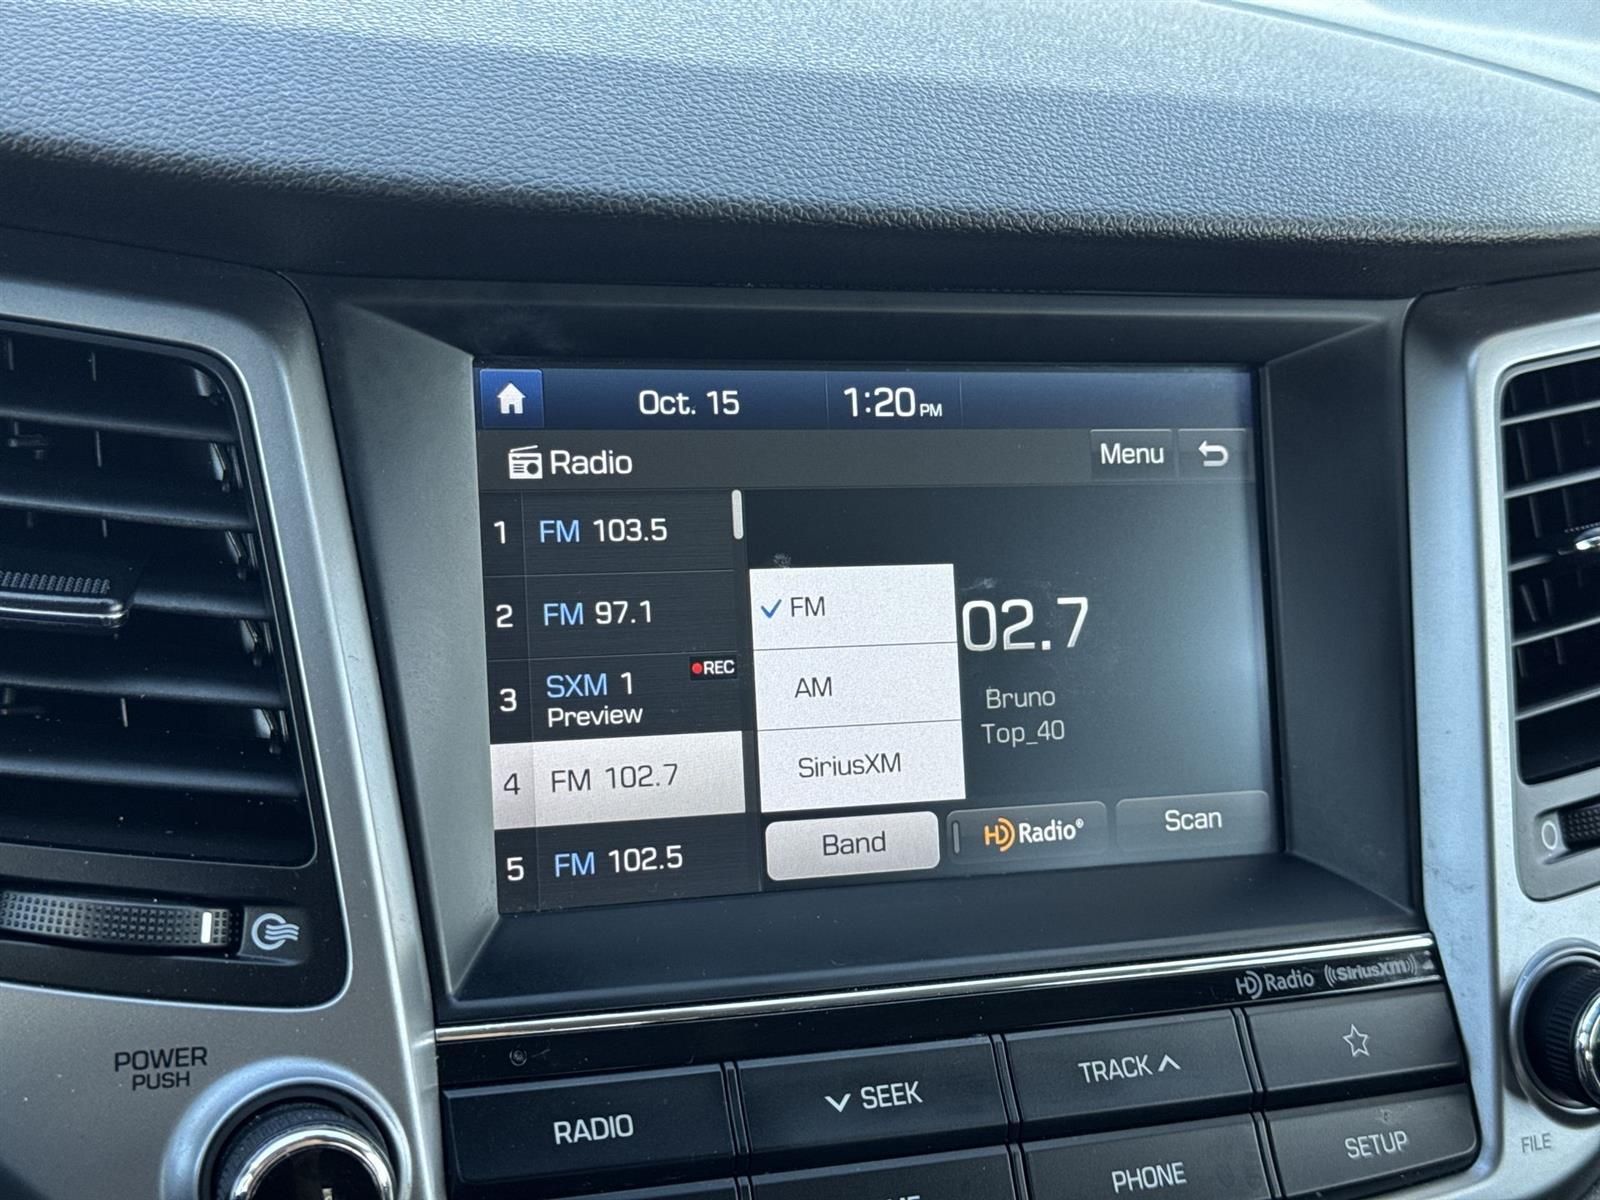 Oct. 15 1:20 PM
Radio Menu
1 FM 103.5
2 FM 97.1
3 SXM 1 REC
Preview
4 FM 102.7
5 FM 102.5
FM
AM
SiriusXM
02.7
Bruno
Top_40
Band HD Radio® Scan
HD Radio SiriusXM
POWER
PUSH
RADIO SEEK TRACK
PHONE SETUP
FILE